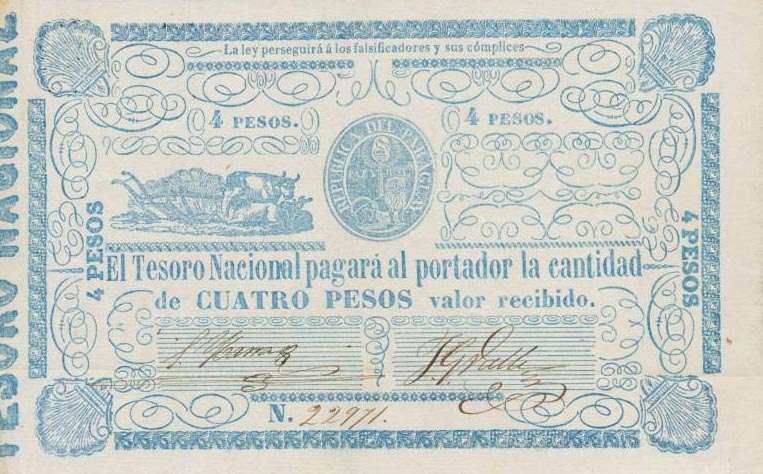 La ley perseguirá á los falsificadores y sus cómplices
4 PESOS. 4 PESOS.
REPUBLICA DEL PARAGUAY
TESORO NACIONAL
4 PESOS
4 PESOS
El Tesoro Nacional pagará al portador la cantidad
de CUATRO PESOS valor recibido.
N. 22971.